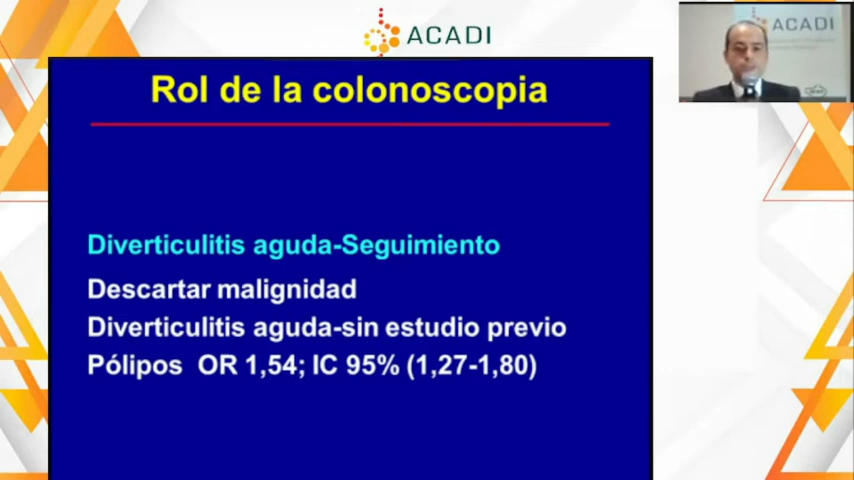 ACADI
ACADI
Rol de la colonoscopia
Diverticulitis aguda-Seguimiento
Descartar malignidad
Diverticulitis aguda-sin estudio previo
Pólipos OR 1,54; IC 95% (1,27-1,80)